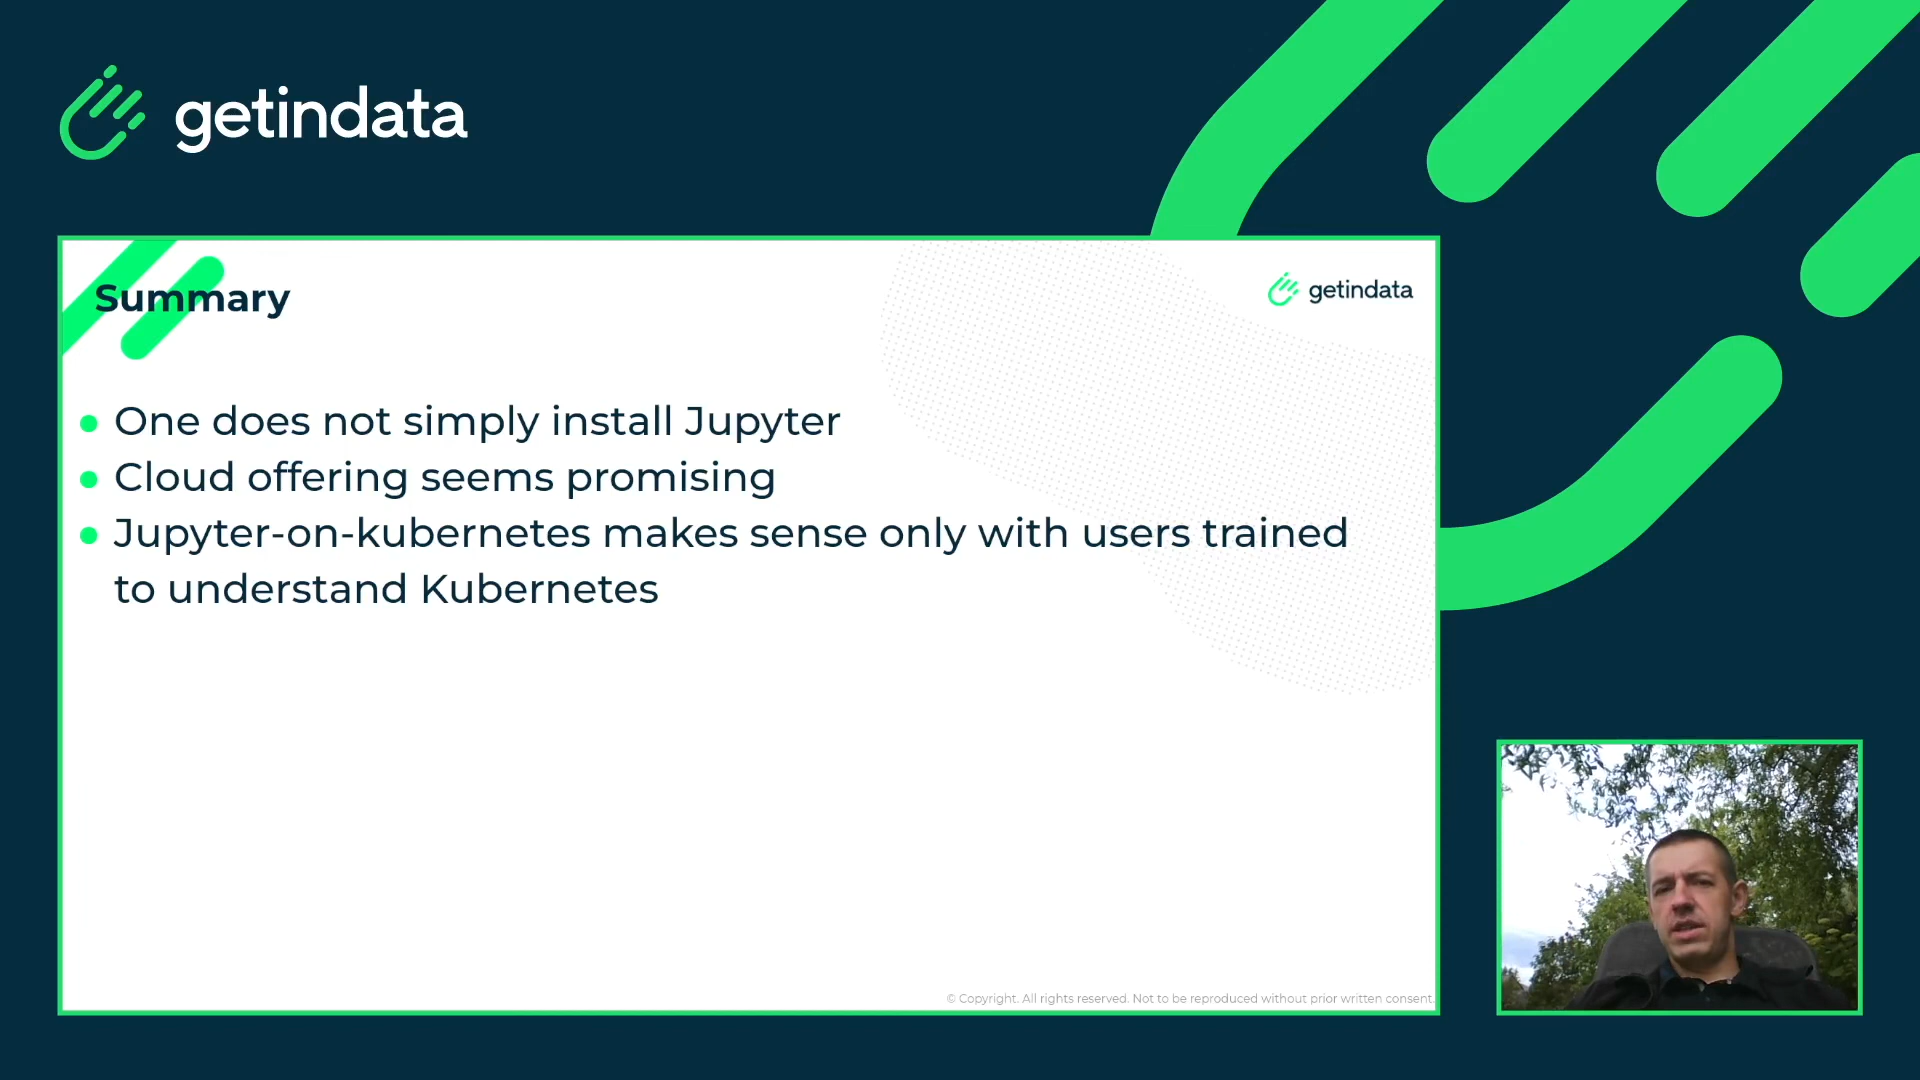 getindata
Summary
getindata
One does not simply install Jupyter
Cloud offering seems promising
Jupyter-on-kubernetes makes sense only with users trained
to understand Kubernetes
© Copyright. All rights reserved. Not to be reproduced without prior written consent.